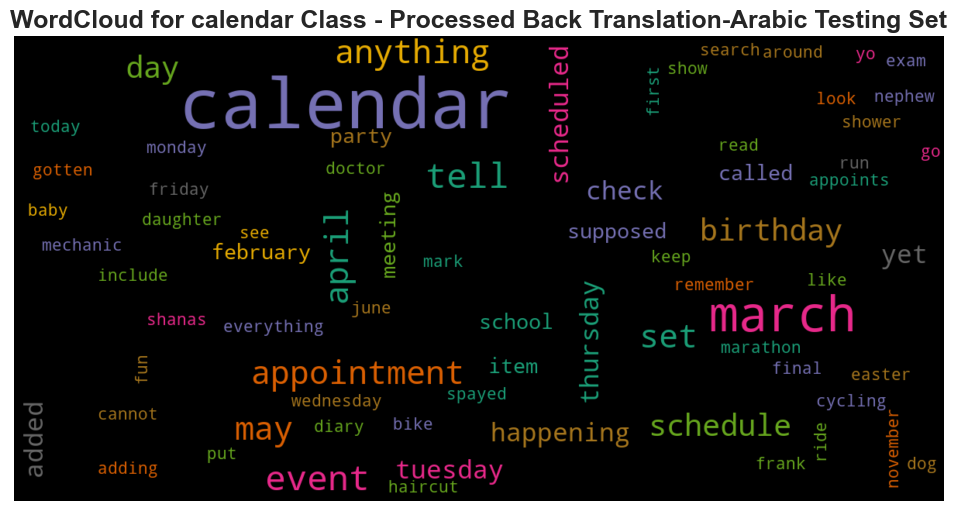 WordCloud for calendar Class - Processed Back Translation-Arabic Testing Set
anything
search around
yo
exam
day
scheduled
first
show
calendar
look
nephew
today
party
shower
monday
read
gotten
doctor
tell
called
run
go
friday
check
appoints
baby
daughter
meeting
april
supposed
birthday
mechanic
see
february
mark
keep
yet
include
remember
like
june
thursday
march
shanas
everything
school
set
marathon
fun
appointment
item
final
easter
wednesday
spayed
cycling
added
cannot
may
diary
bike
happening
schedule
ride
november
put
adding
event
tuesday
haircut
frank
dog